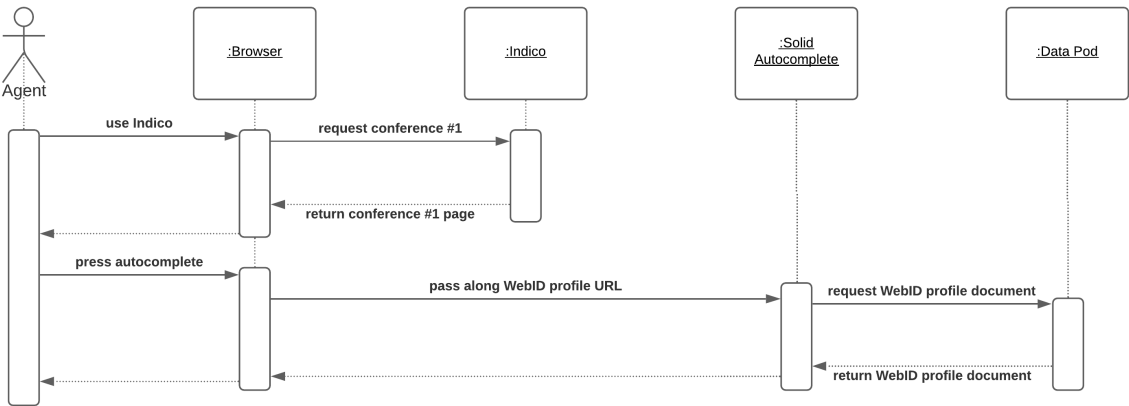 :Browser
:Indico
:Solid
Autocomplete
:Data Pod
Agent
use Indico
request conference #1
return conference #1 page
press autocomplete
pass along WebID profile URL
request WebID profile document
return WebID profile document